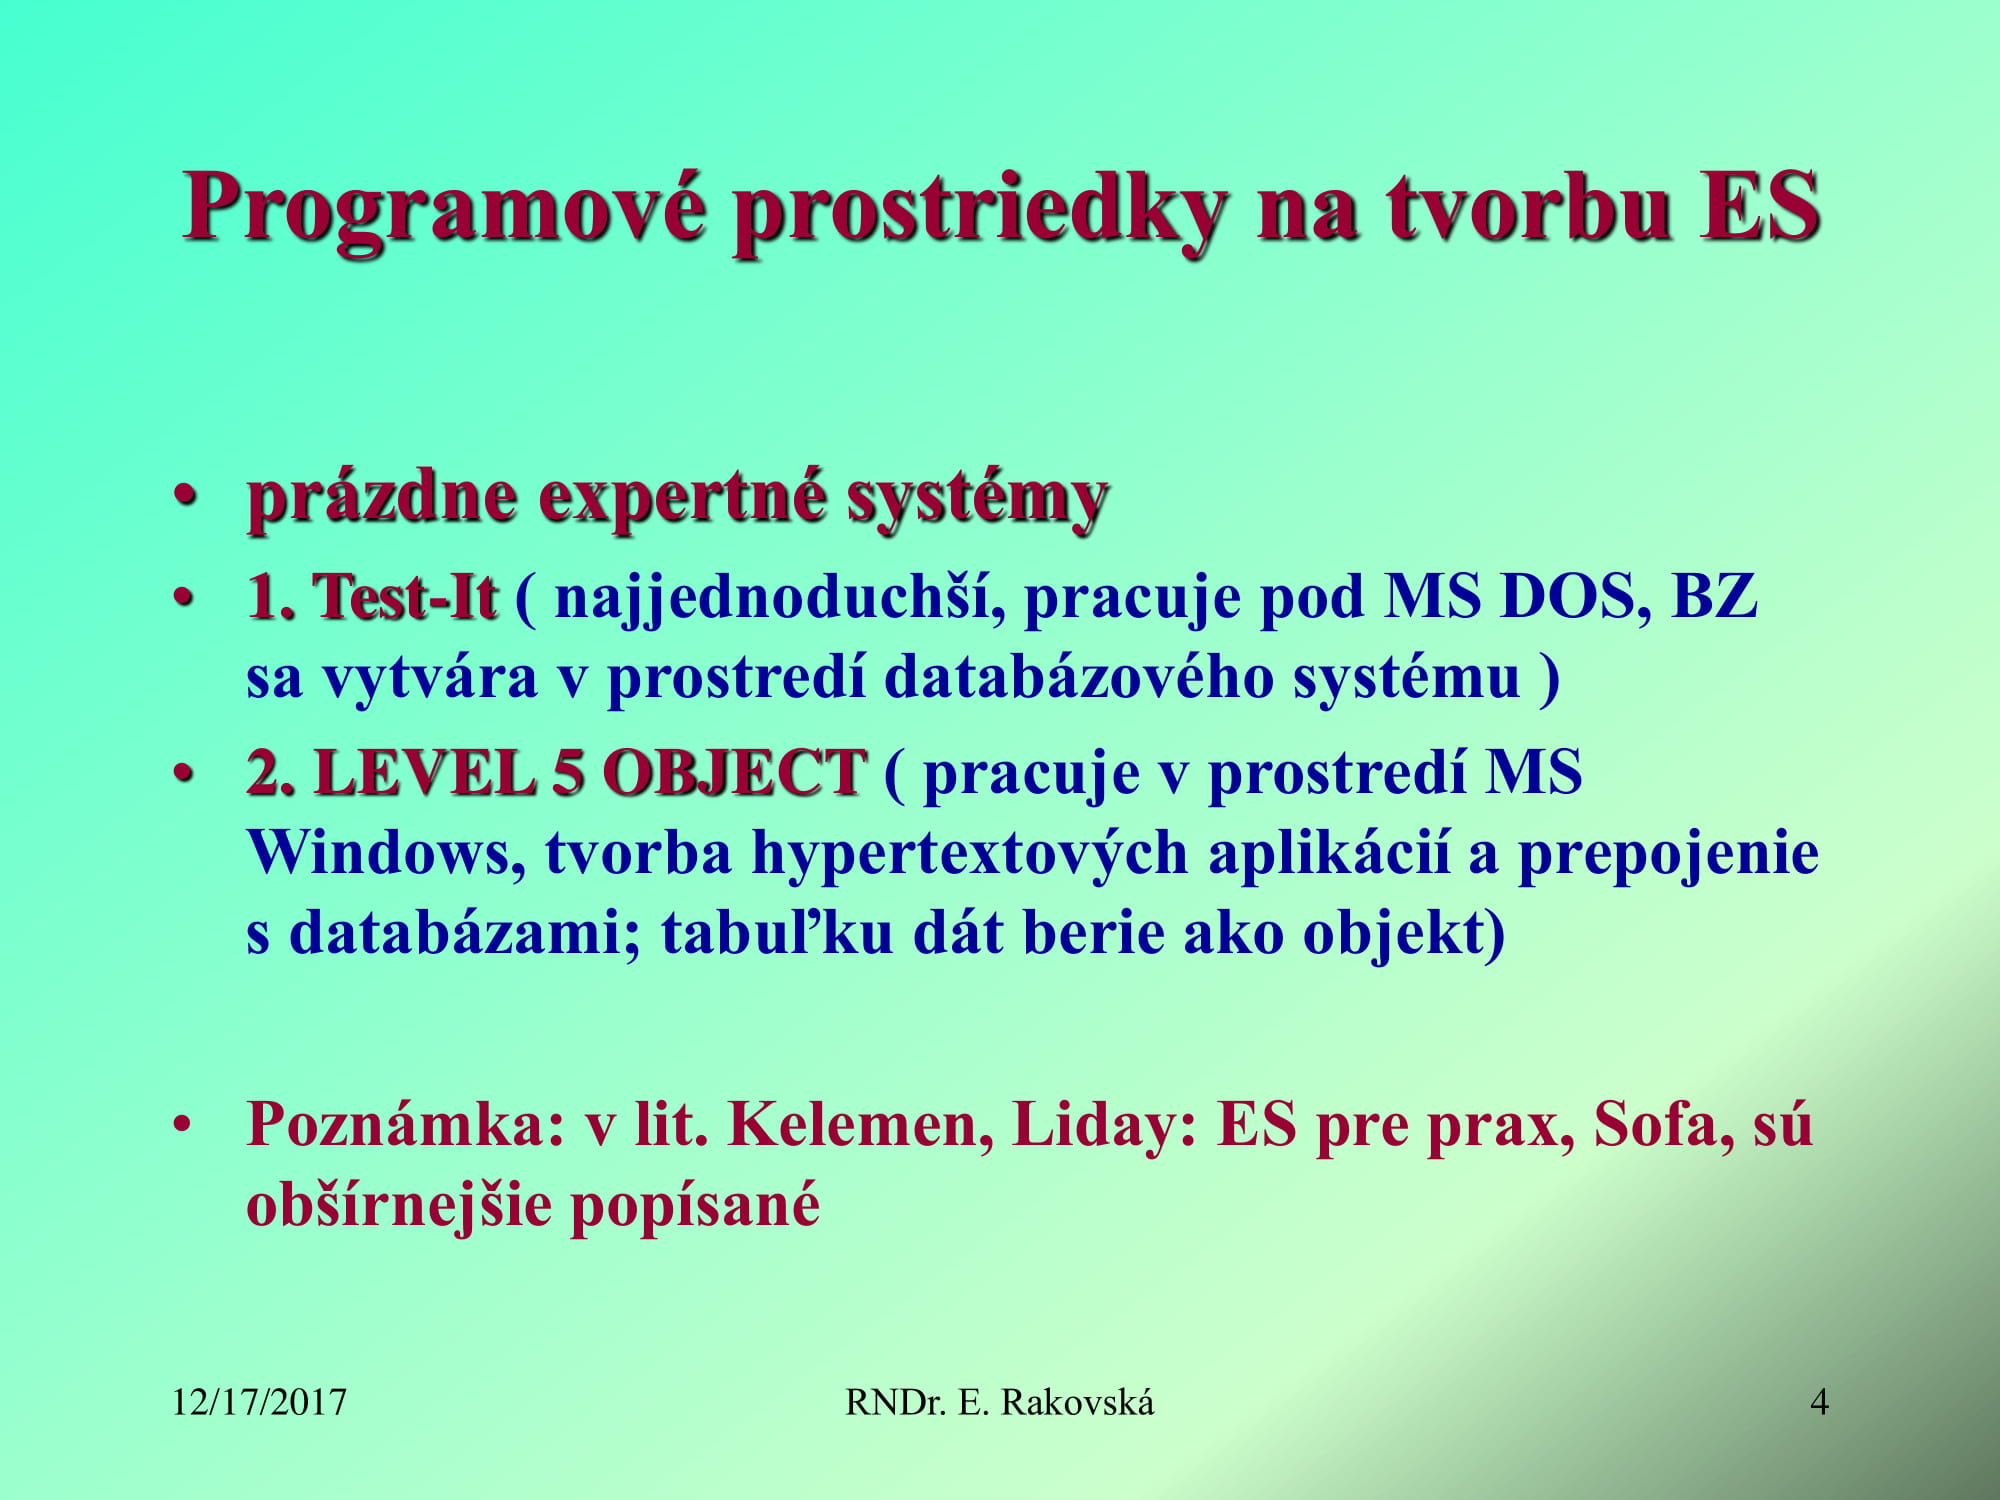 Programové prostriedky na tvorbu ES
• prázdne expertné systémy
• 1. Test-It ( najjednoduchší, pracuje pod MS DOS, BZ
sa vytvára v prostredí databázového systému )
• 2. LEVEL 5 OBJECT ( pracuje v prostredí MS
Windows, tvorba hypertextových aplikácií a prepojenie
s databázami; tabuľku dát berie ako objekt)
• Poznámka: v lit. Kelemen, Liday: ES pre prax, Sofa, sú
obšírnejšie popísané
12/17/2017 RNDr. E. Rakovská 4